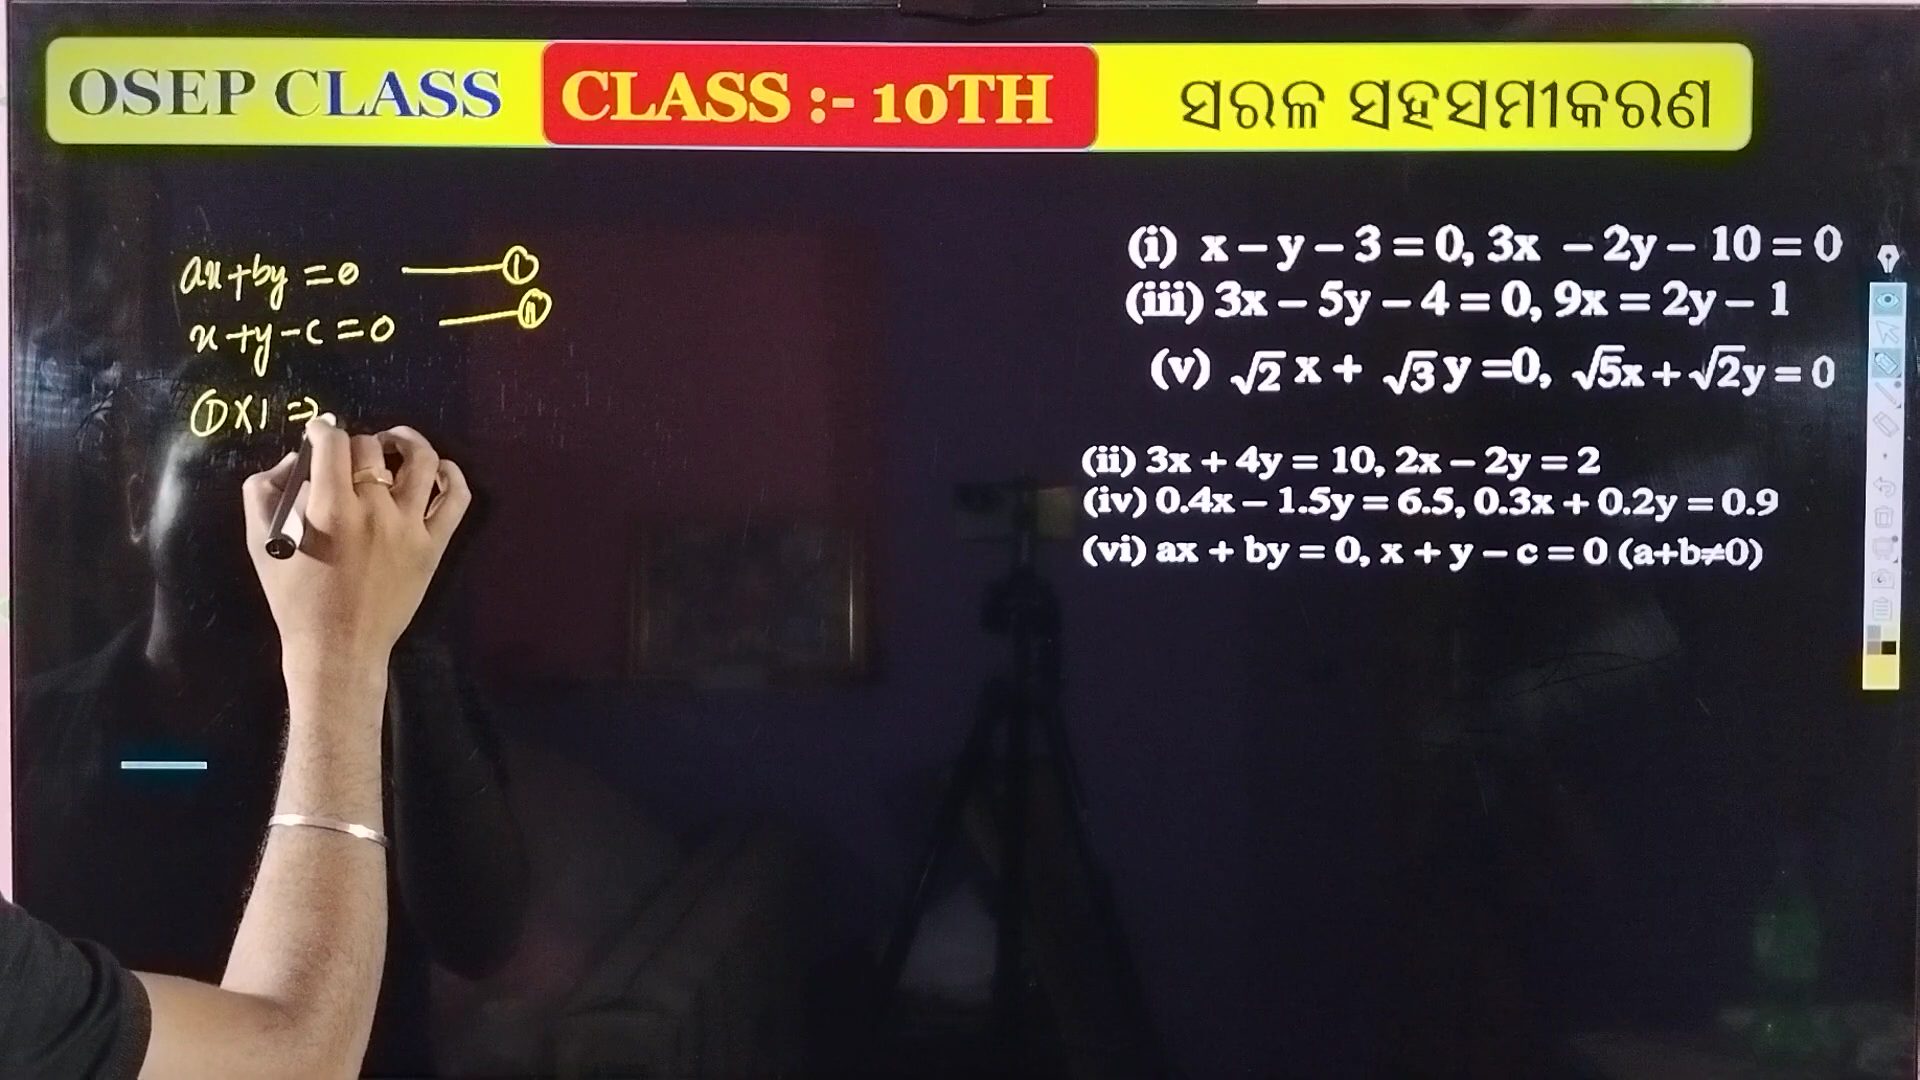 OSEP CLASS CLASS :- 10TH ସରଳ ସହସମୀକରଣ
ax+by=0 ①
x+y-c=0 ⑪
①×1 ⇒
(i) x – y – 3 = 0, 3x – 2y – 10 = 0
(iii) 3x – 5y – 4 = 0, 9x = 2y – 1
(v) √2 x + √3 y =0, √5x + √2y = 0
(ii) 3x + 4y = 10, 2x – 2y = 2
(iv) 0.4x – 1.5y = 6.5, 0.3x + 0.2y = 0.9
(vi) ax + by = 0, x + y – c = 0 (a+b≠0)